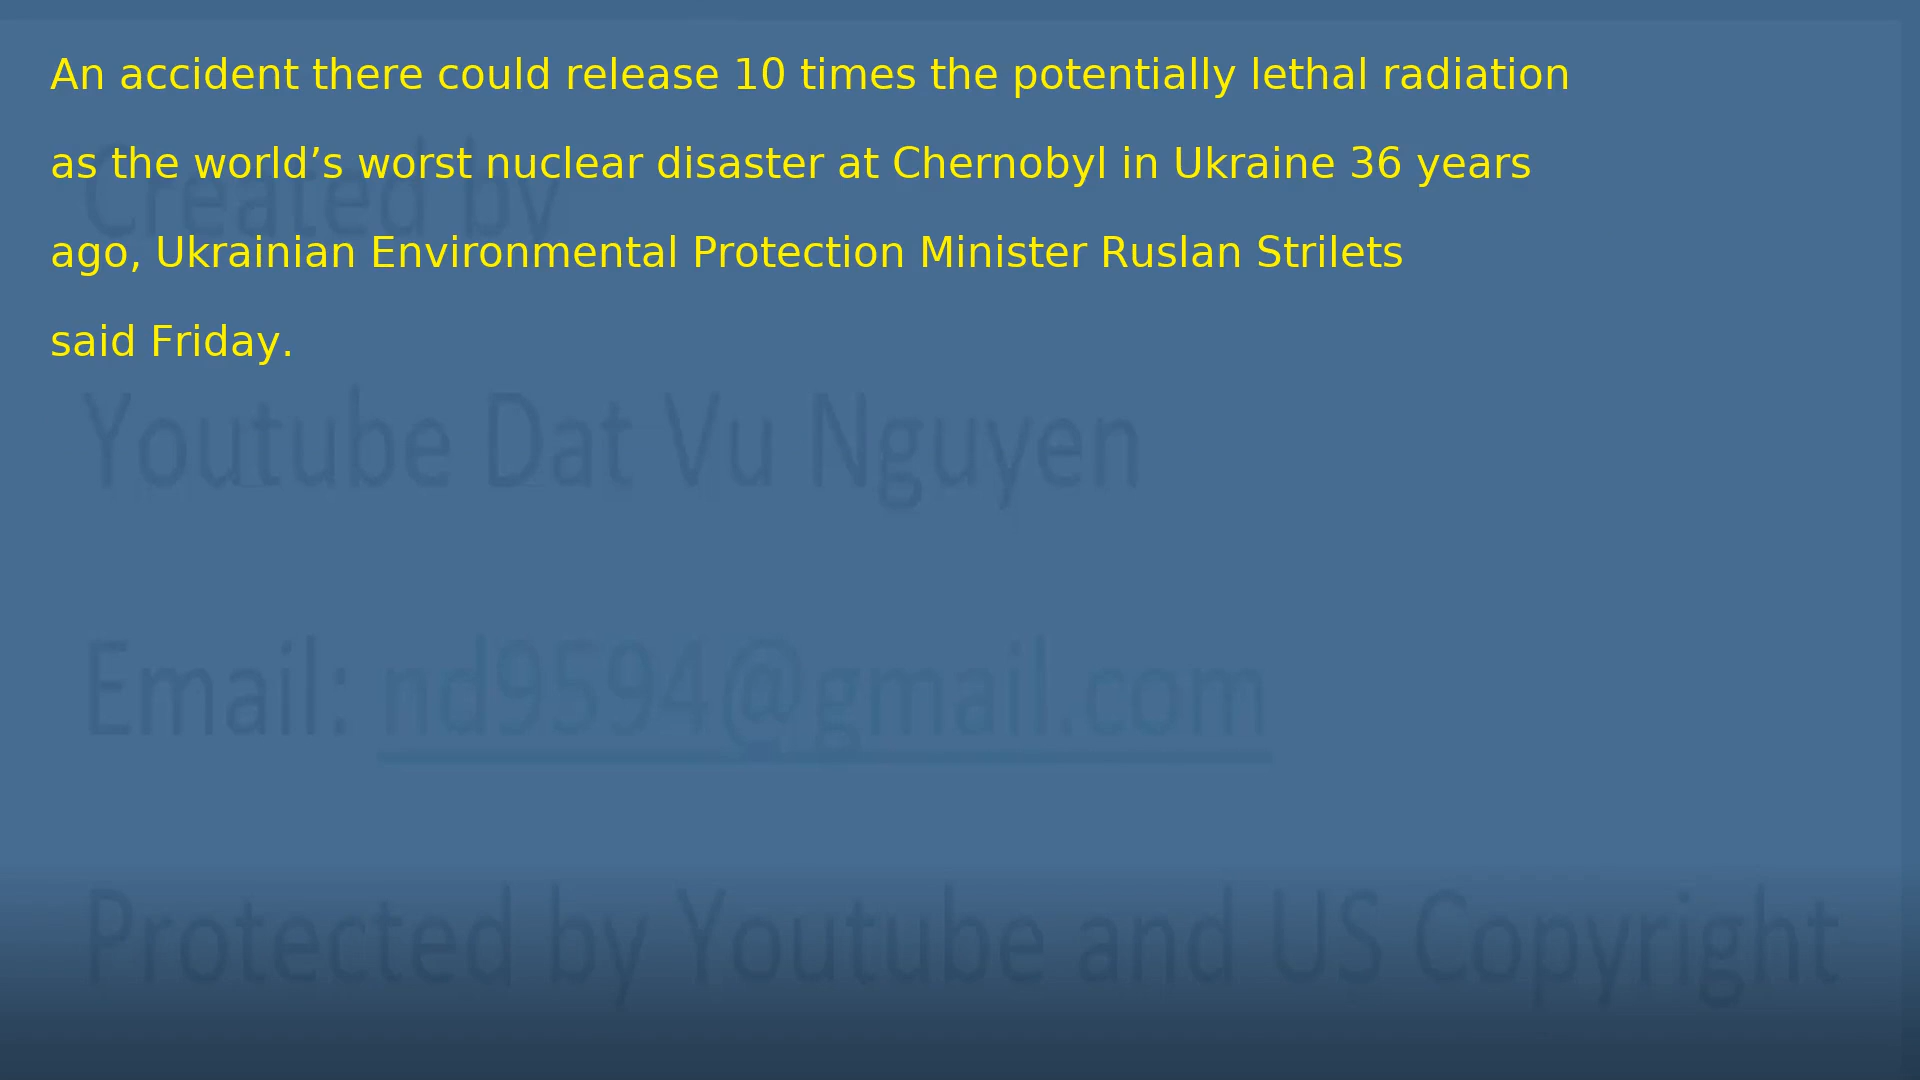 An accident there could release 10 times the potentially lethal radiation
as the world’s worst nuclear disaster at Chernobyl in Ukraine 36 years
Created by
ago, Ukrainian Environmental Protection Minister Ruslan Strilets
said Friday.
Youtube Dat Vu Nguyen
Email: nd9594@gmail.com
Protected by Youtube and US Copyright